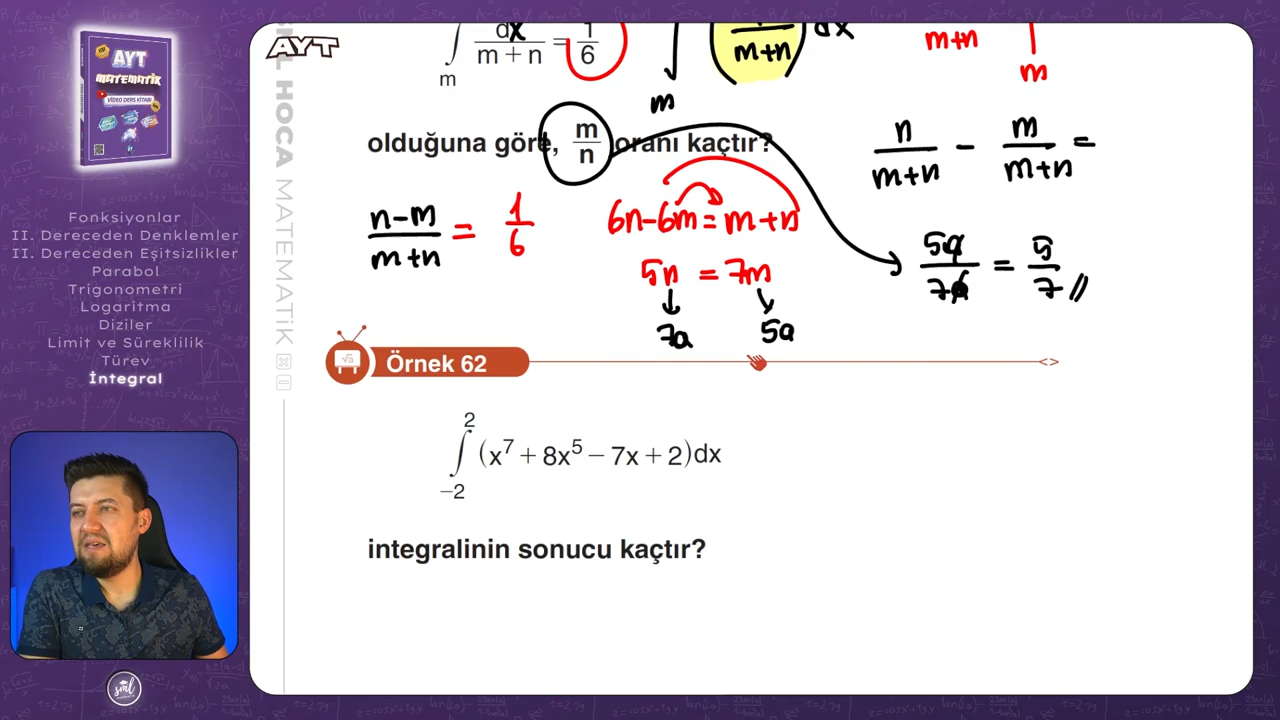 AYT
MATEMATİK
VİDEO DERS KİTABI
Fonksiyonlar
II. Dereceden Denklemler
II. Dereceden Eşitsizlikler
Parabol
Trigonometri
Logaritma
Diziler
Limit ve Süreklilik
Türev
İntegral
sml
HOCA MATEMATİK
AYT
∫ m dx / m + n = 1 / 6
m
m+n dx
m+n
m
olduğuna göre, m/n oranı kaçtır?
n / m+n − m / m+n =
n−m / m+n = 1 / 6
6n−6m = m+n
5n = 7m
7a 5a
5a / 7a = 5 / 7 //
√3
Örnek 62
<>
2
∫ (x⁷ + 8x⁵ − 7x + 2)dx
−2
integralinin sonucu kaçtır?